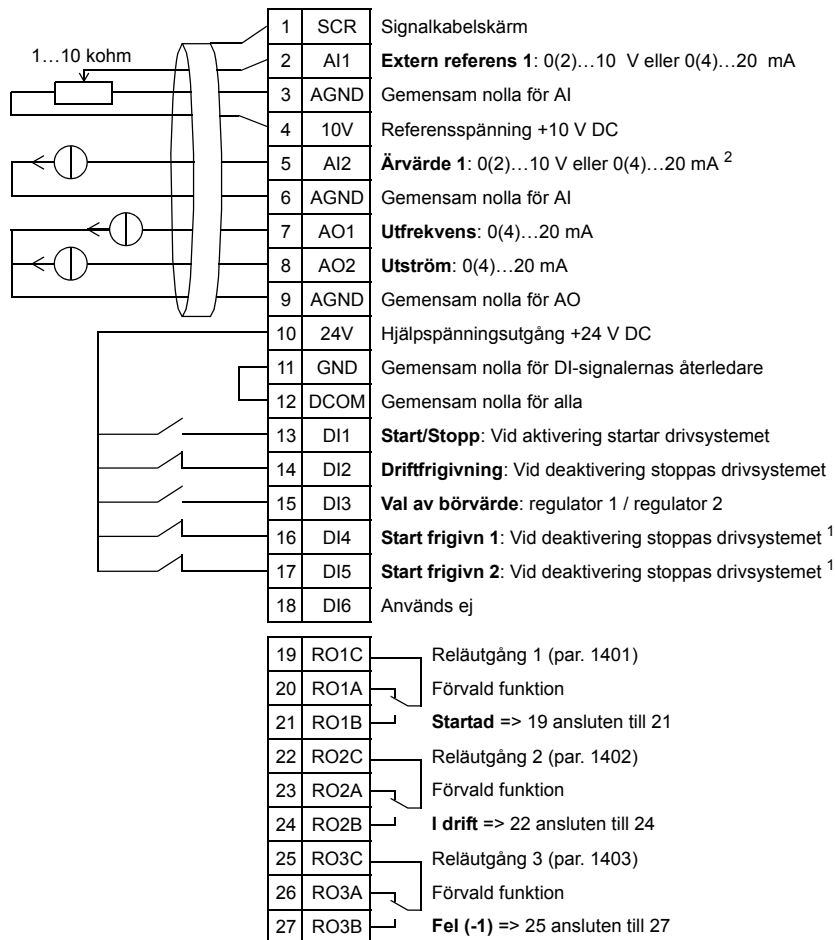 1 SCR Signalkabelskärm
1…10 kohm
2 AI1 Extern referens 1: 0(2)…10 V eller 0(4)…20 mA
3 AGND Gemensam nolla för AI
4 10V Referensspänning +10 V DC
5 AI2 Ärvärde 1: 0(2)…10 V eller 0(4)…20 mA 2
6 AGND Gemensam nolla för AI
7 AO1 Utfrekvens: 0(4)…20 mA
8 AO2 Utström: 0(4)…20 mA
9 AGND Gemensam nolla för AO
10 24V Hjälpspänningsutgång +24 V DC
11 GND Gemensam nolla för DI-signalernas återledare
12 DCOM Gemensam nolla för alla
13 DI1 Start/Stopp: Vid aktivering startar drivsystemet
14 DI2 Driftfrigivning: Vid deaktivering stoppas drivsystemet
15 DI3 Val av börvärde: regulator 1 / regulator 2
16 DI4 Start frigivn 1: Vid deaktivering stoppas drivsystemet 1
17 DI5 Start frigivn 2: Vid deaktivering stoppas drivsystemet 1
18 DI6 Används ej
19 RO1C Reläutgång 1 (par. 1401)
20 RO1A Förvald funktion
21 RO1B Startad => 19 ansluten till 21
22 RO2C Reläutgång 2 (par. 1402)
23 RO2A Förvald funktion
24 RO2B I drift => 22 ansluten till 24
25 RO3C Reläutgång 3 (par. 1403)
26 RO3A Förvald funktion
27 RO3B Fel (-1) => 25 ansluten till 27